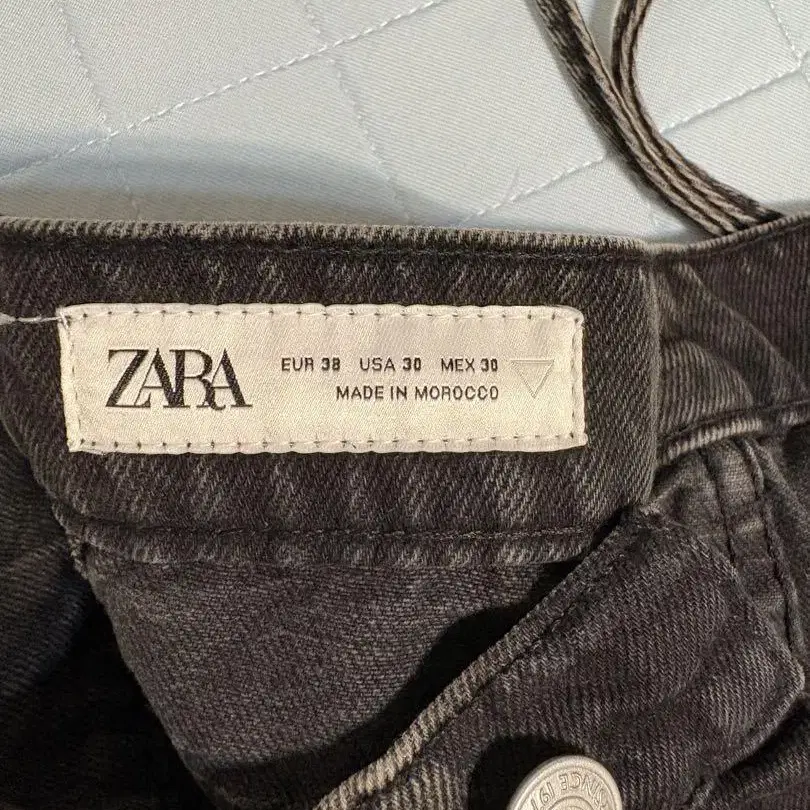 ZARA
EUR 38 USA 30 MEX 30
MADE IN MOROCCO